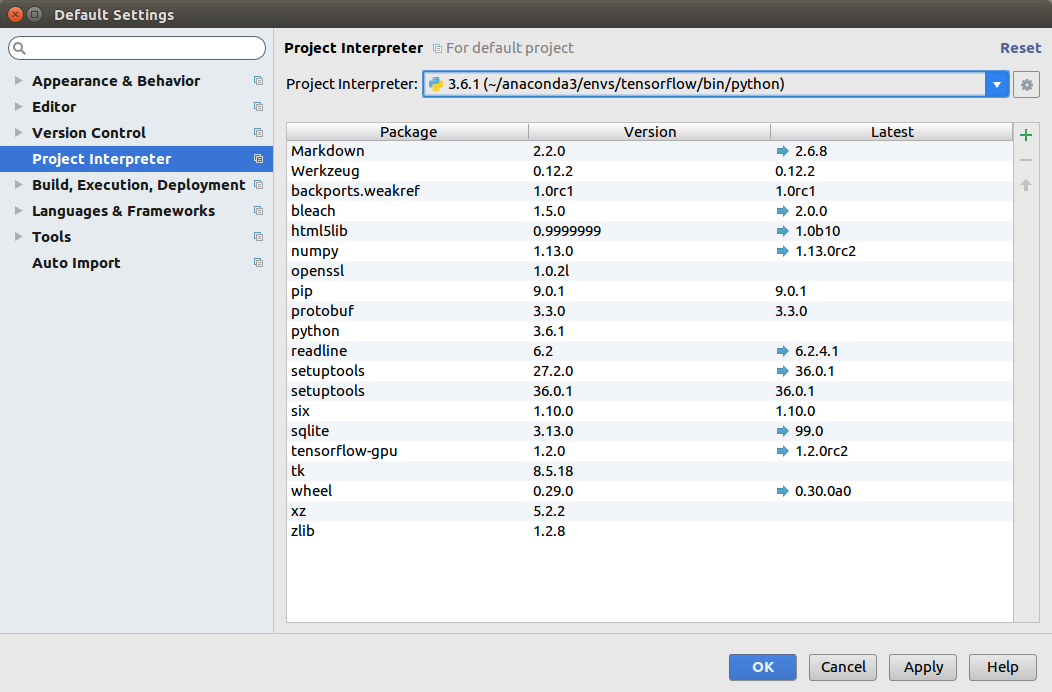 Default Settings
Project Interpreter For default project Reset
Appearance & Behavior
Editor
Version Control
Project Interpreter
Build, Execution, Deployment
Languages & Frameworks
Tools
Auto Import
Project Interpreter: 3.6.1 (~/anaconda3/envs/tensorflow/bin/python)
Package Version Latest
Markdown 2.2.0 2.6.8
Werkzeug 0.12.2 0.12.2
backports.weakref 1.0rc1 1.0rc1
bleach 1.5.0 2.0.0
html5lib 0.9999999 1.0b10
numpy 1.13.0 1.13.0rc2
openssl 1.0.2l
pip 9.0.1 9.0.1
protobuf 3.3.0 3.3.0
python 3.6.1
readline 6.2 6.2.4.1
setuptools 27.2.0 36.0.1
setuptools 36.0.1 36.0.1
six 1.10.0 1.10.0
sqlite 3.13.0 99.0
tensorflow-gpu 1.2.0 1.2.0rc2
tk 8.5.18
wheel 0.29.0 0.30.0a0
xz 5.2.2
zlib 1.2.8
OK Cancel Apply Help